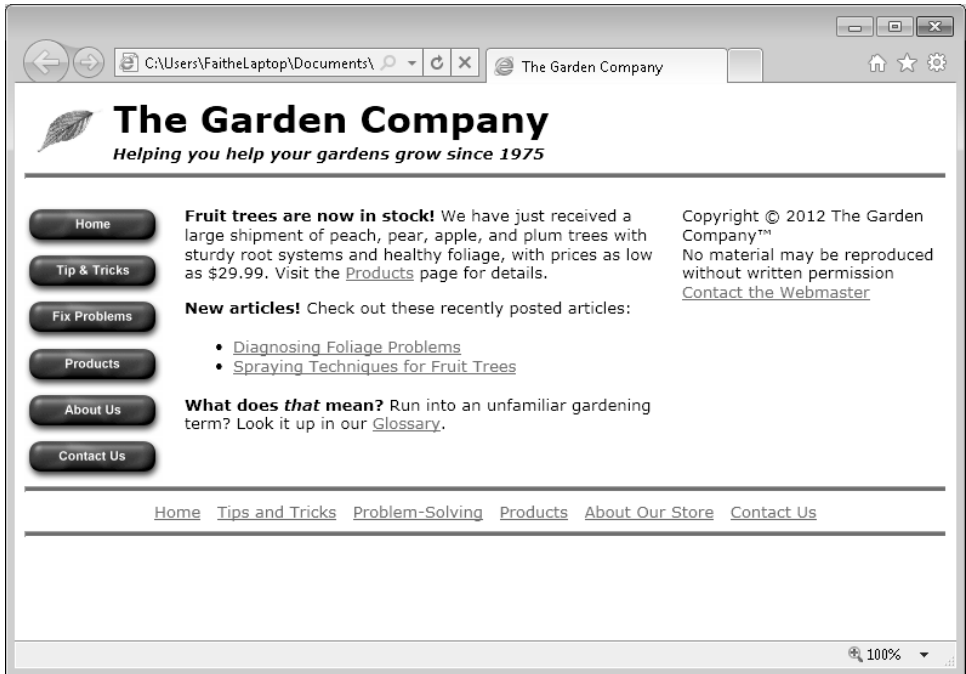 C:\Users\FaitheLaptop\Documents\
The Garden Company
The Garden Company
Helping you help your gardens grow since 1975
Home
Tip & Tricks
Fix Problems
Products
About Us
Contact Us
Fruit trees are now in stock! We have just received a
large shipment of peach, pear, apple, and plum trees with
sturdy root systems and healthy foliage, with prices as low
as $29.99. Visit the Products page for details.
New articles! Check out these recently posted articles:
• Diagnosing Foliage Problems
• Spraying Techniques for Fruit Trees
What does that mean? Run into an unfamiliar gardening
term? Look it up in our Glossary.
Copyright © 2012 The Garden
Company™
No material may be reproduced
without written permission
Contact the Webmaster
Home Tips and Tricks Problem-Solving Products About Our Store Contact Us
100%